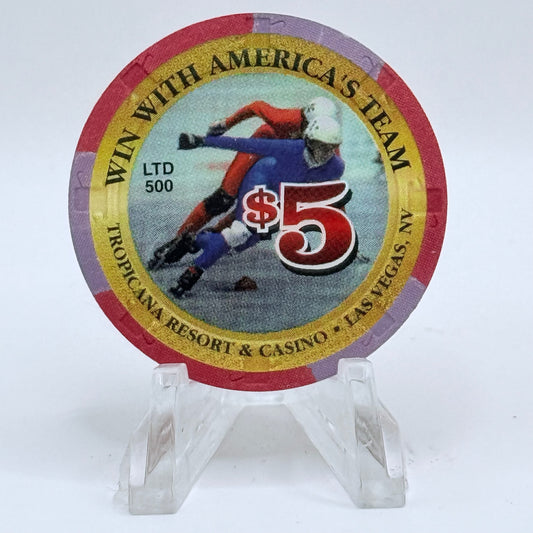 WIN WITH AMERICA'S TEAM
LTD
500
$5
TROPICANA RESORT & CASINO • LAS VEGAS, NV